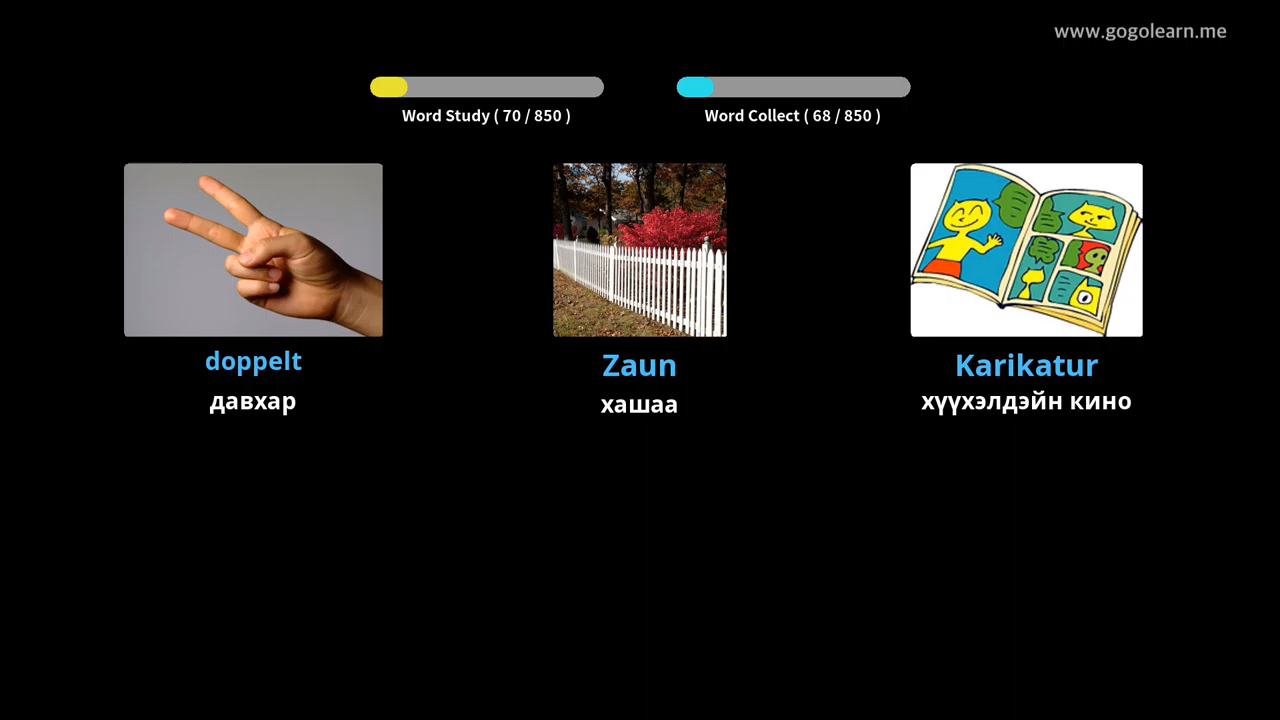 www.gogolearn.me
Word Study ( 70 / 850 )
Word Collect ( 68 / 850 )
doppelt
давхар
Zaun
хашаа
Karikatur
хүүхэлдэйн кино